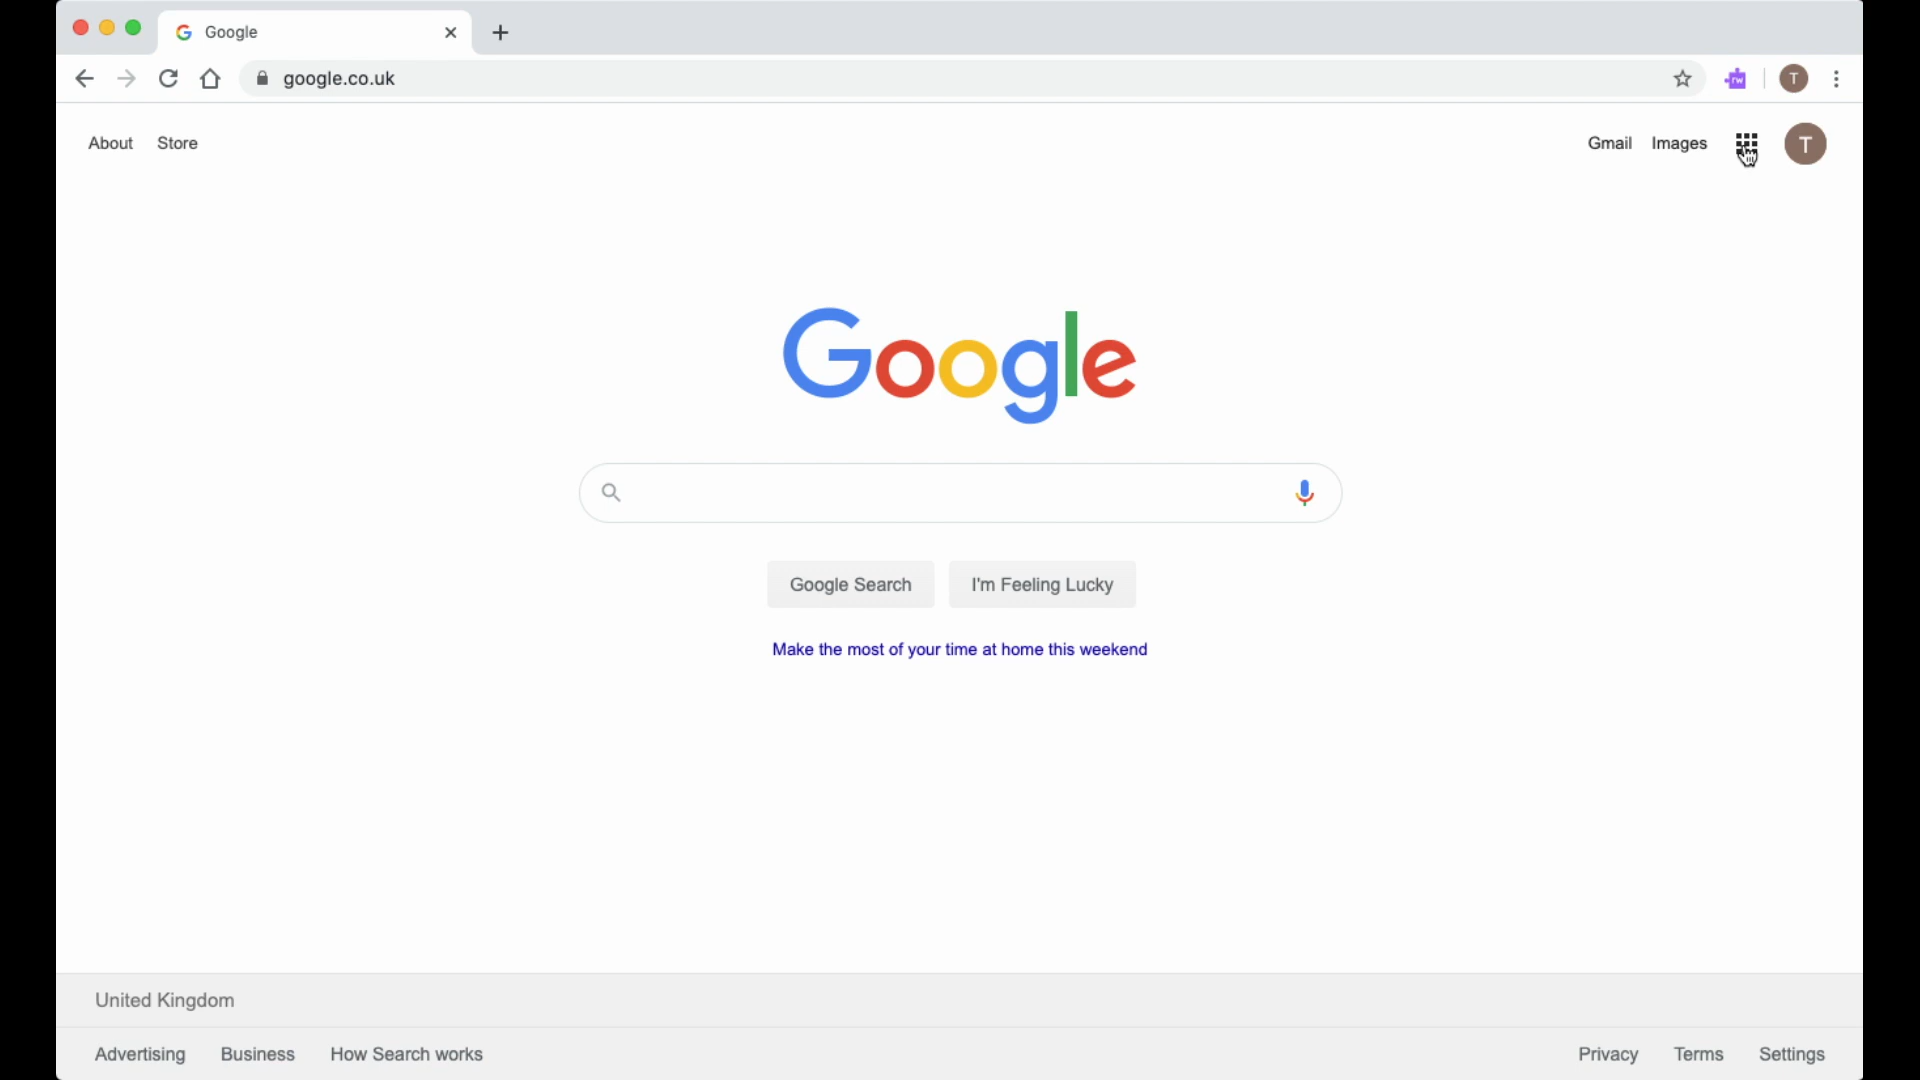 Google
google.co.uk
rw
T
About Store
Gmail Images
T
Google
Google Search
I'm Feeling Lucky
Make the most of your time at home this weekend
United Kingdom
Advertising Business How Search works
Privacy Terms Settings